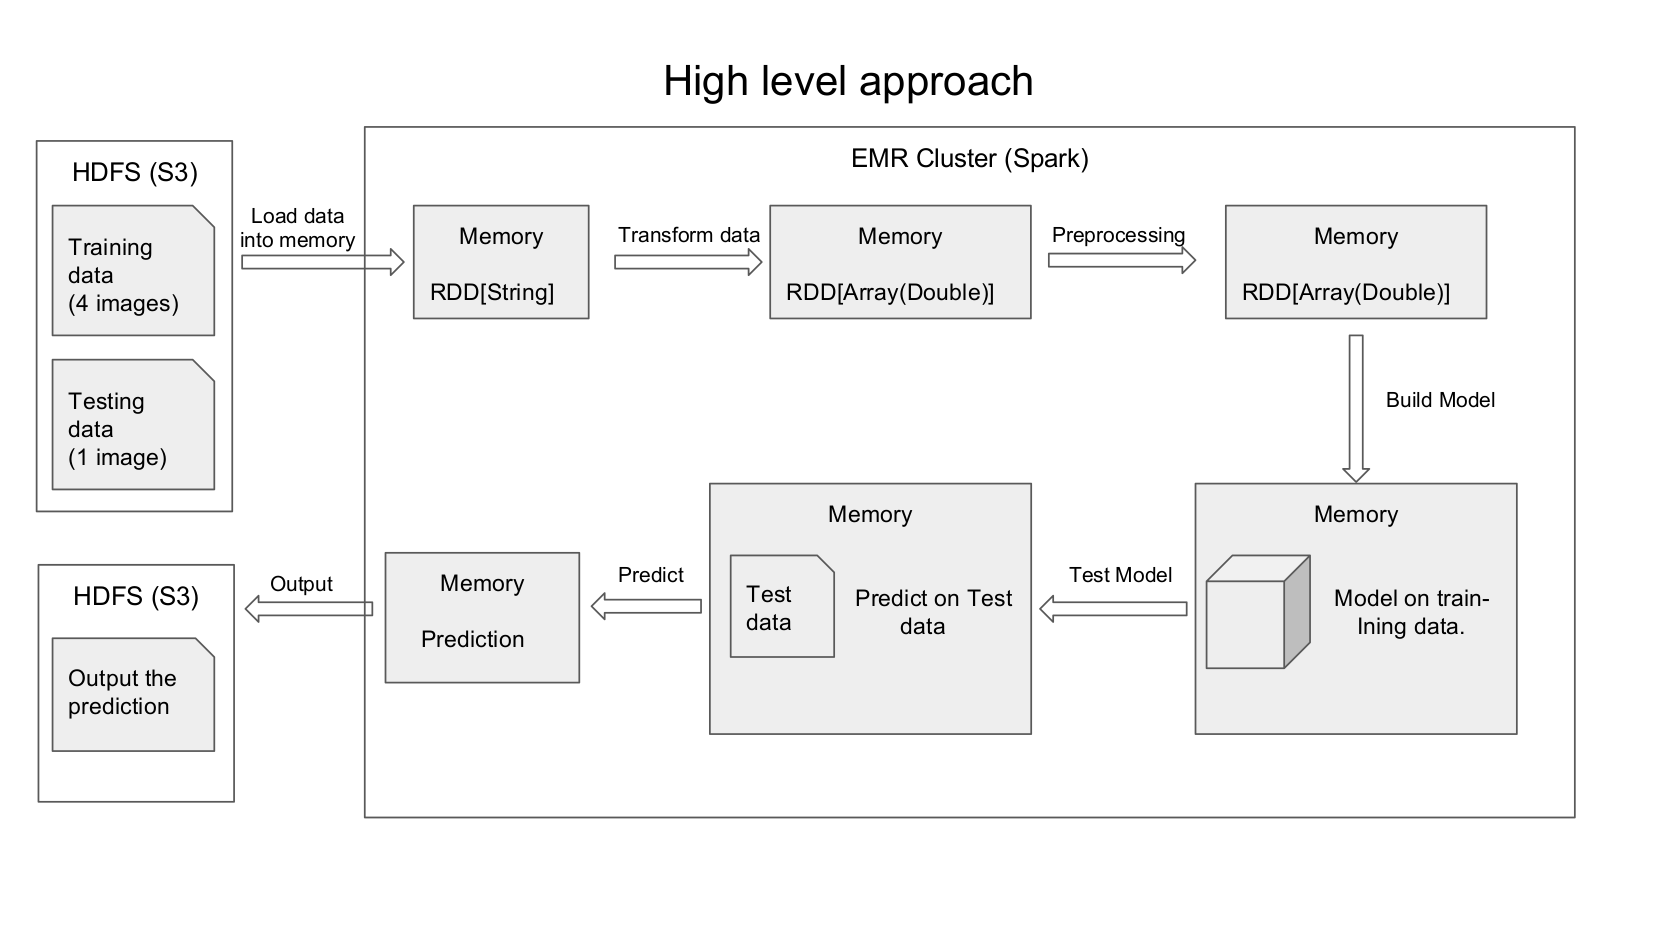 High level approach
HDFS (S3)
Training
data
(4 images)
Testing
data
(1 image)
Load data
into memory
EMR Cluster (Spark)
Memory
RDD[String]
Transform data
Memory
RDD[Array(Double)]
Preprocessing
Memory
RDD[Array(Double)]
Build Model
Memory
Model on train-
Ining data.
Test Model
Memory
Test
data
Predict on Test
data
Predict
Memory
Prediction
Output
HDFS (S3)
Output the
prediction